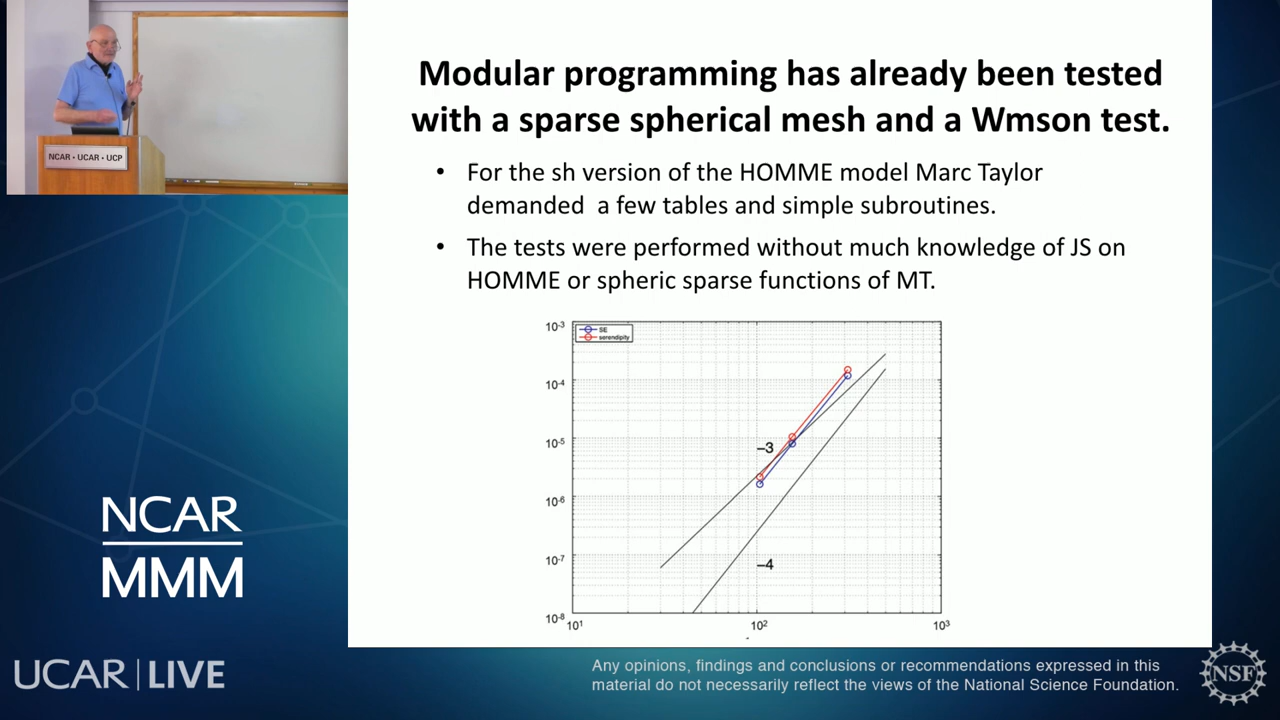 NCAR • UCAR • UCP
Modular programming has already been tested
with a sparse spherical mesh and a Wmson test.
• For the sh version of the HOMME model Marc Taylor
demanded a few tables and simple subroutines.
• The tests were performed without much knowledge of JS on
HOMME or spheric sparse functions of MT.
SE
serendipity
10-3
10-4
10-5
10-6
10-7
10-8
–3
–4
101
102
103
NCAR
MMM
UCAR | LIVE
Any opinions, findings and conclusions or recommendations expressed in this
material do not necessarily reflect the views of the National Science Foundation.
NSF